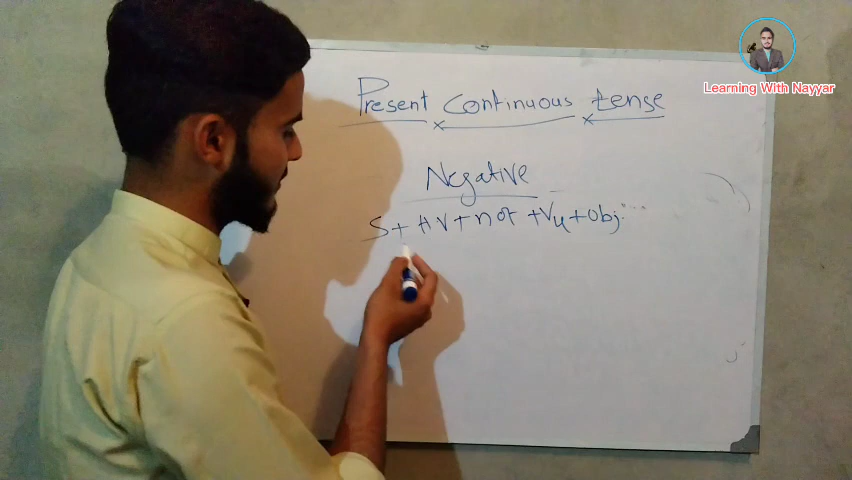 Learning With Nayyar
Present Continuous tense
Negative
S+HV+not+V4+obj...